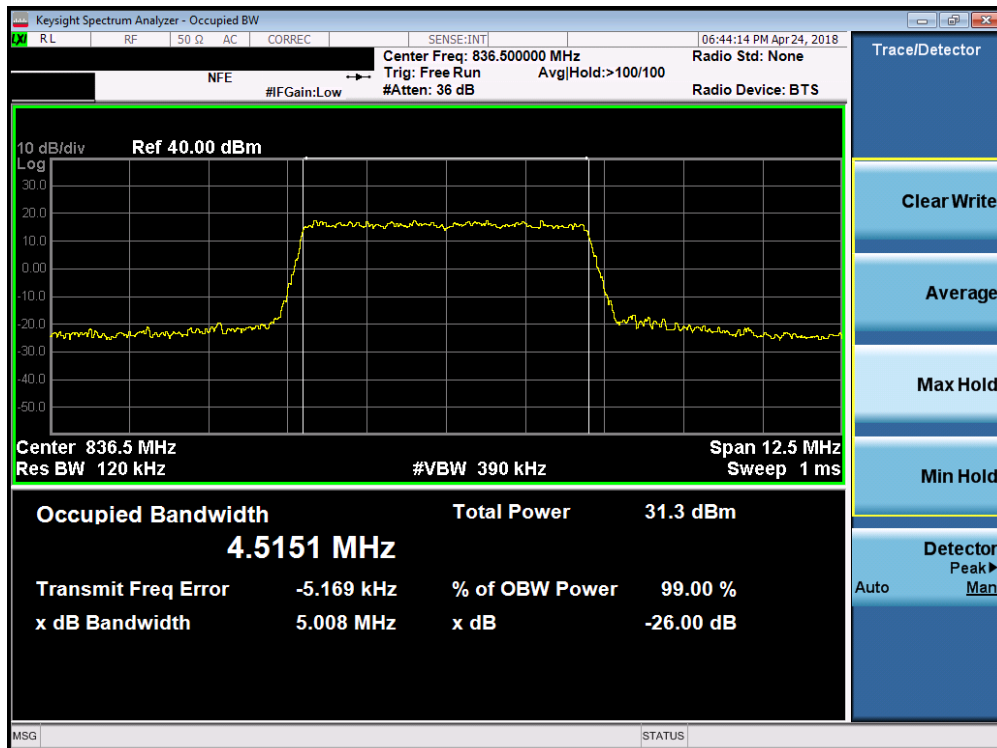 Keysight Spectrum Analyzer - Occupied BW
LXI RL RF 50 Ω AC CORREC SENSE:INT 06:44:14 PM Apr 24, 2018
Center Freq: 836.500000 MHz Radio Std: None
NFE Trig: Free Run Avg|Hold:>100/100
#IFGain:Low #Atten: 36 dB Radio Device: BTS
Trace/Detector
10 dB/div Ref 40.00 dBm
Log
30.0
20.0
10.0
0.00
-10.0
-20.0
-30.0
-40.0
-50.0
Center 836.5 MHz Span 12.5 MHz
Res BW 120 kHz #VBW 390 kHz Sweep 1 ms
Occupied Bandwidth Total Power 31.3 dBm
4.5151 MHz
Transmit Freq Error -5.169 kHz % of OBW Power 99.00 %
x dB Bandwidth 5.008 MHz x dB -26.00 dB
Clear Write
Average
Max Hold
Min Hold
Detector
Peak▶
Auto Man
MSG STATUS